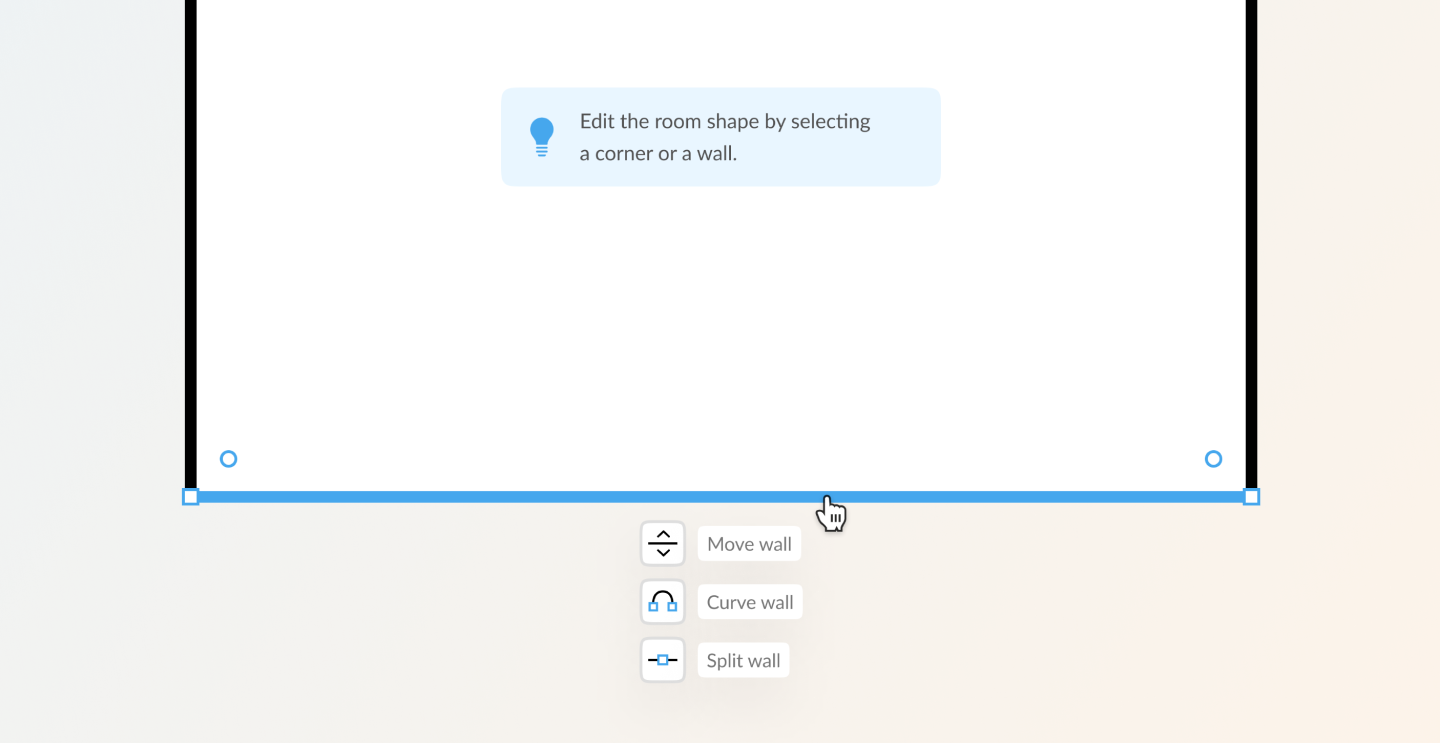 Edit the room shape by selecting
a corner or a wall.
Move wall
Curve wall
Split wall